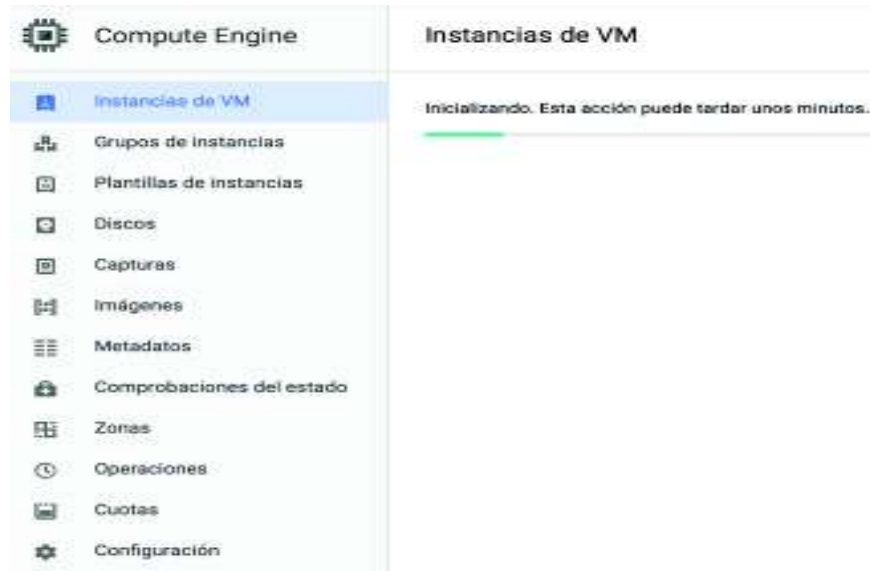 Compute Engine
Instancias de VM
Instancias de VM
Grupos de instancias
Plantillas de instancias
Discos
Capturas
Imágenes
Metadatos
Comprobaciones del estado
Zonas
Operaciones
Cuotas
Configuración
Inicializando. Esta acción puede tardar unos minutos.